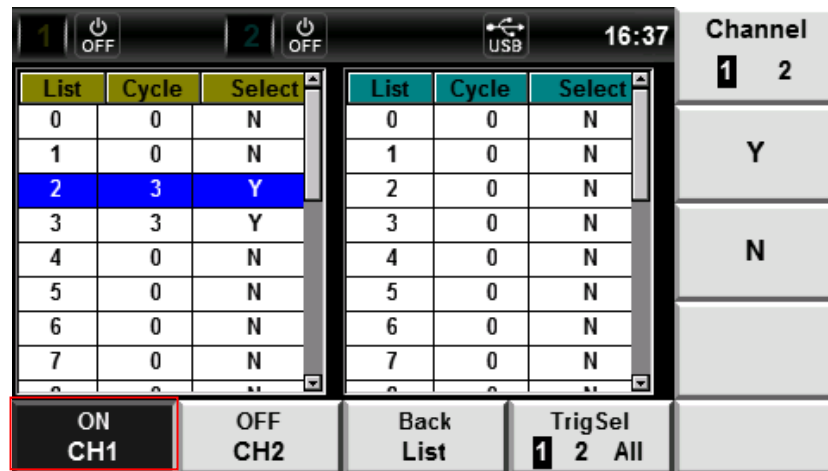 1 OFF 2 OFF USB 16:37
Channel
1 2
List Cycle Select List Cycle Select
0 0 N 0 0 N
1 0 N 1 0 N
2 3 Y 2 0 N
3 3 Y 3 0 N
4 0 N 4 0 N
5 0 N 5 0 N
6 0 N 6 0 N
7 0 N 7 0 N
Y
N
ON
CH1
OFF
CH2
Back
List
TrigSel
1 2 All